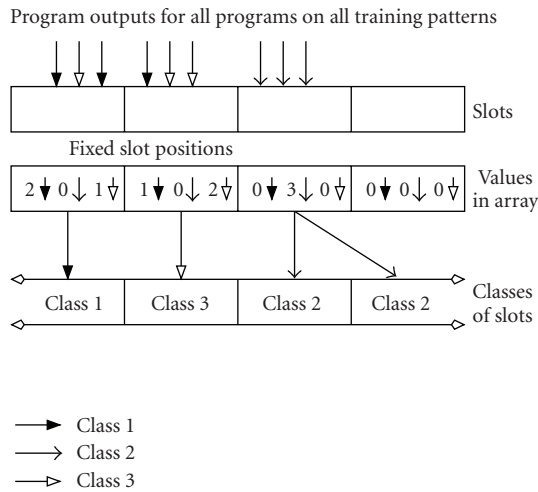 Program outputs for all programs on all training patterns
Slots
Fixed slot positions
2 0 1 1 0 2 0 3 0 0 0 0
Values
in array
Class 1 Class 3 Class 2 Class 2
Classes
of slots
Class 1
Class 2
Class 3